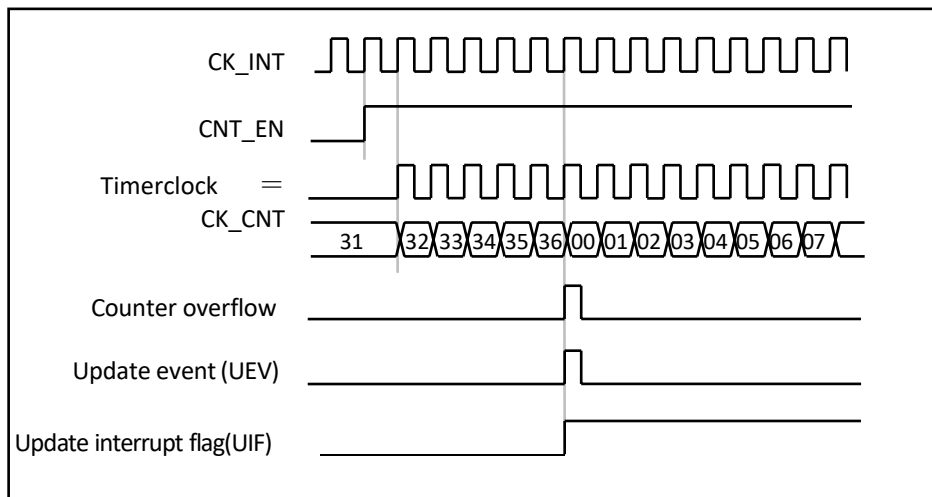 CK_INT
CNT_EN
Timerclock =
CK_CNT
31 32 33 34 35 36 00 01 02 03 04 05 06 07
Counter overflow
Update event (UEV)
Update interrupt flag(UIF)